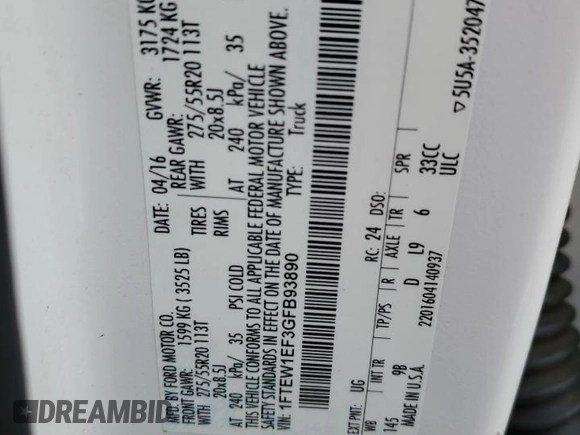 MFD. BY FORD MOTOR CO. DATE: 04/16 GVWR: 3175 KG
FRONT GAWR: 1599 KG ( 3525 LB) REAR GAWR: 1724 KG
WITH 275/55R20 113T TIRES WITH 275/55R20 113T
20x8.5J RIMS 20x8.5J
AT 240 kPa/ 35 PSI COLD AT 240 kPa/ 35
THIS VEHICLE CONFORMS TO ALL APPLICABLE FEDERAL MOTOR VEHICLE
SAFETY STANDARDS IN EFFECT ON THE DATE OF MANUFACTURE SHOWN ABOVE.
VIN: 1FTEW1EF3GFB93890 Truck
EXT PNT: UG RC: 24 DSO:
WB INT TR TP/PS R AXLE TR SPR
145 9B D L9 6 33CC
MADE IN U.S.A. 2201604140937 ULC
▽5U5A-352047
DREAMBID